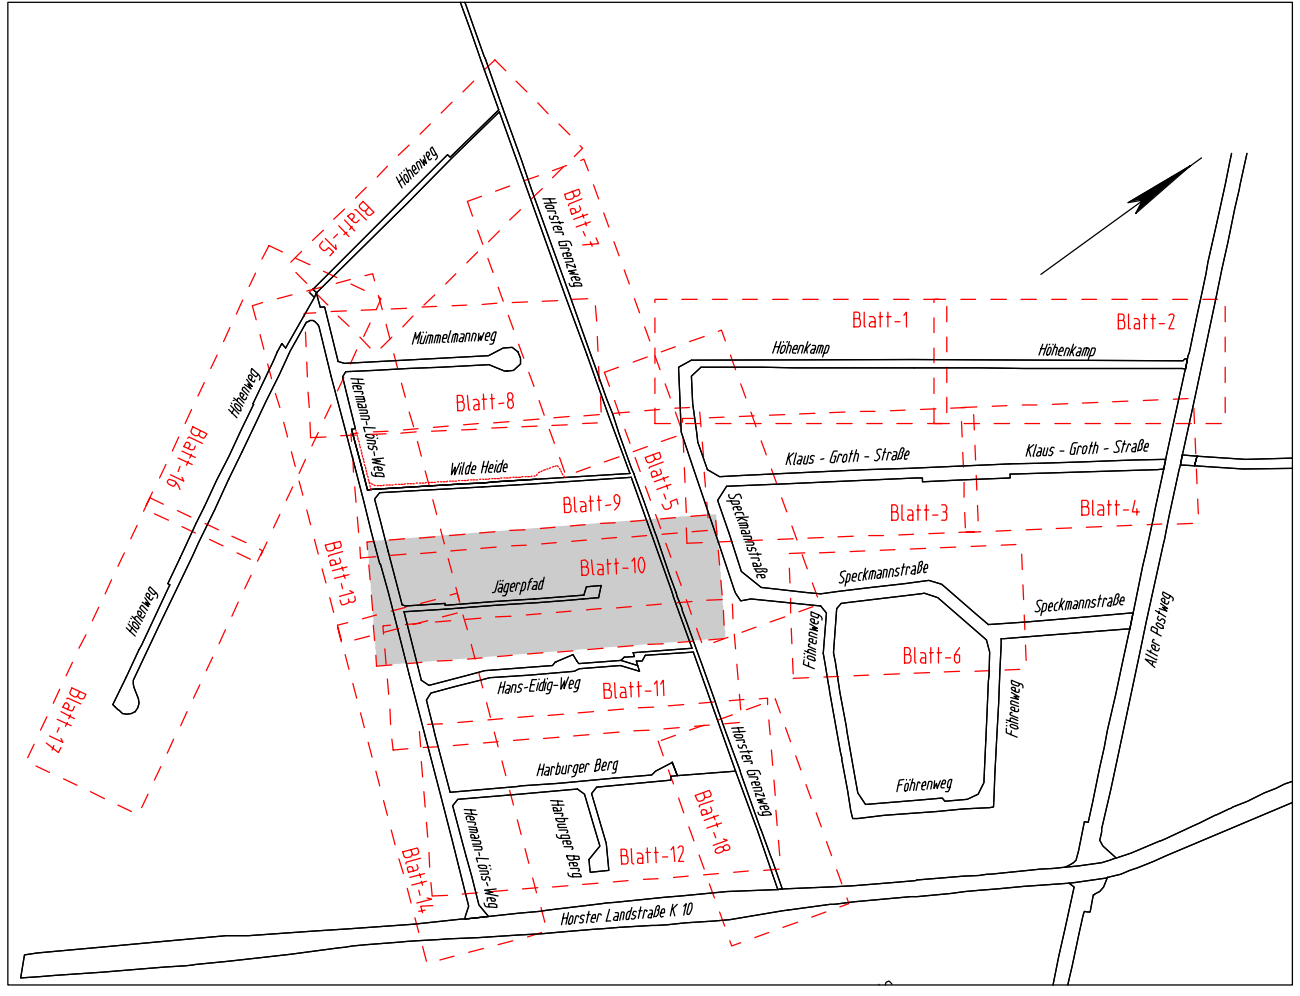 Höhenweg
Blatt-15
Blatt-7
Horster Grenzweg
Blatt-1
Blatt-2
Mümmelmannweg
Höhenkamp
Höhenkamp
Höhenweg
Hermann-Löns-Weg
Blatt-8
Blatt-16
Wilde Heide
Blatt-5
Klaus - Groth - Straße
Klaus - Groth - Straße
Blatt-9
Blatt-3
Blatt-4
Speckmannstraße
Blatt-13
Jägerpfad
Blatt-10
Speckmannstraße
Speckmannstraße
Höhenweg
Föhrenweg
Alter Postweg
Blatt-6
Hans-Eidig-Weg
Blatt-11
Föhrenweg
Blatt-17
Horster Grenzweg
Harburger Berg
Föhrenweg
Blatt-18
Hermann-Löns-Weg
Harburger Berg
Blatt-12
Blatt-14
Horster Landstraße K 10